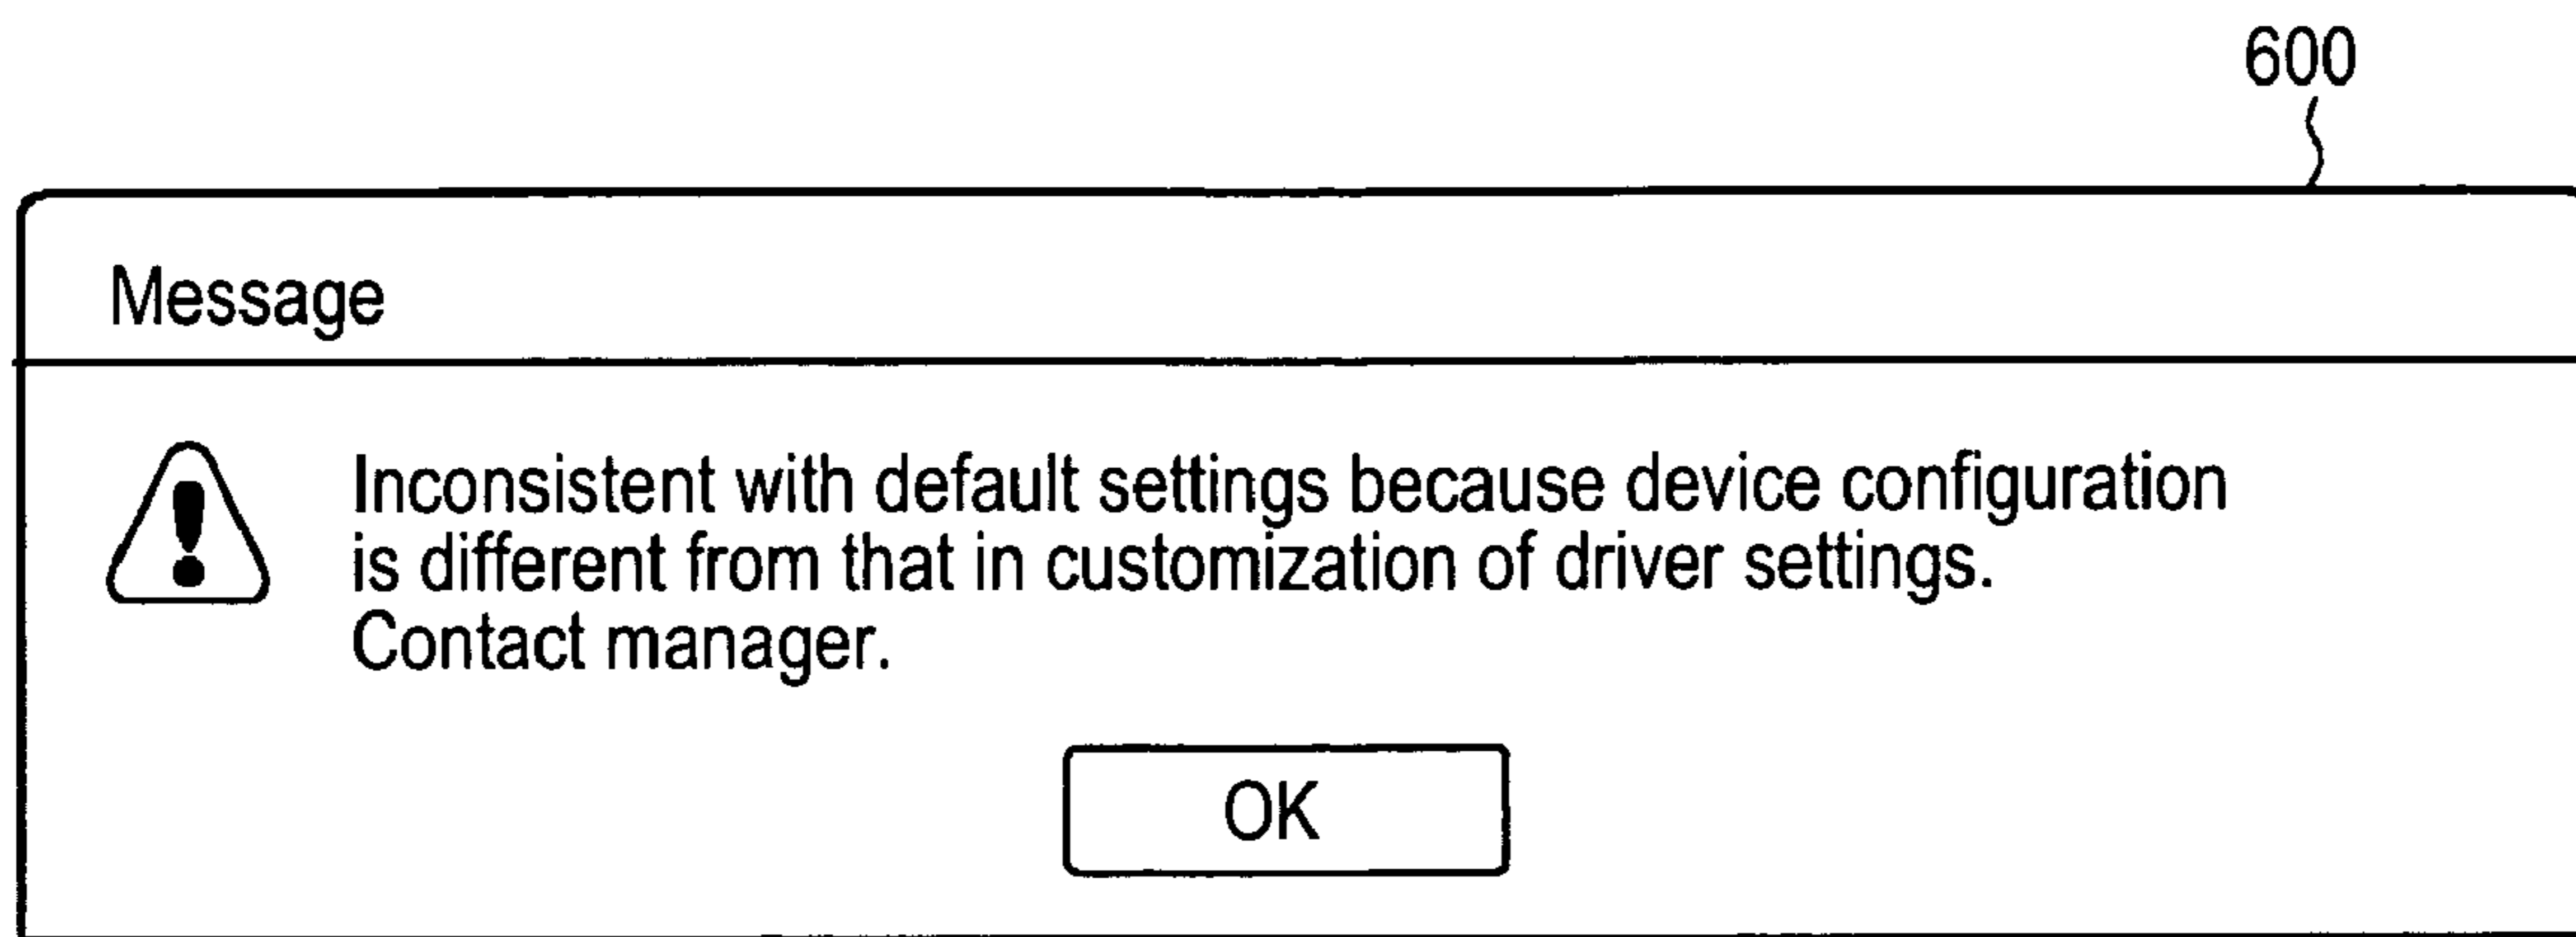 600
Message
Inconsistent with default settings because device configuration
is different from that in customization of driver settings.
Contact manager.
OK